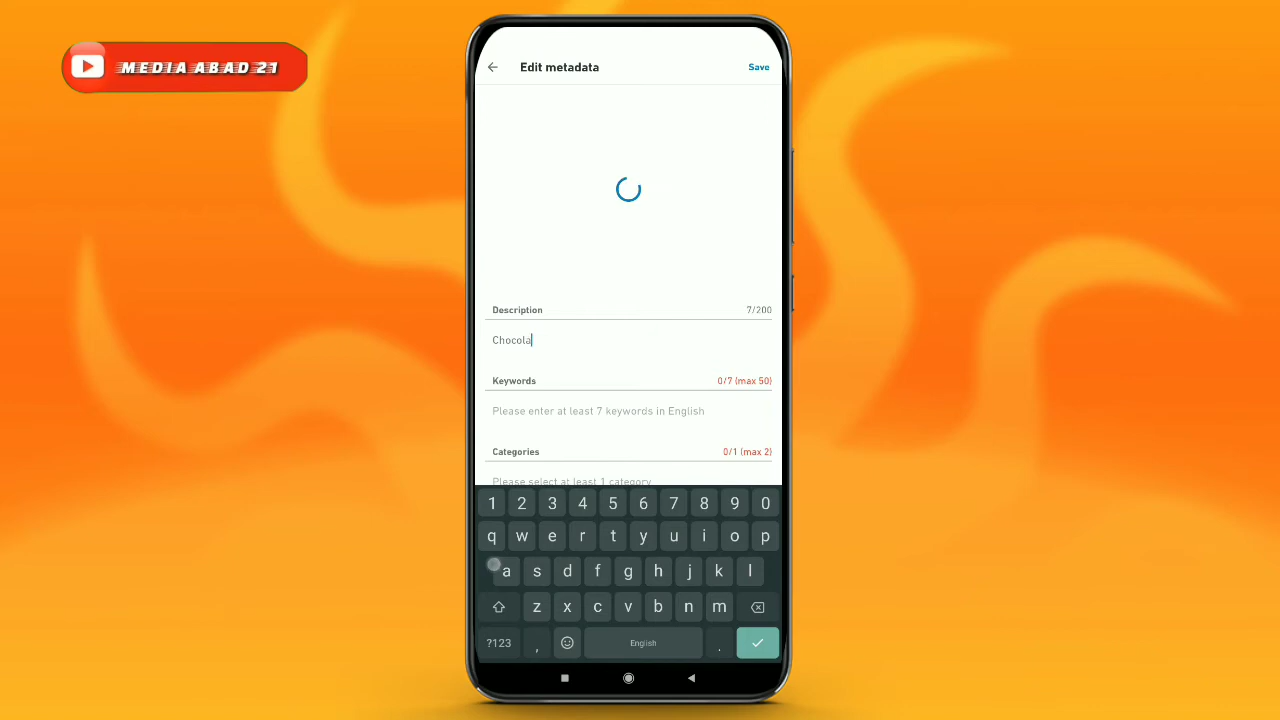 MEDIA ABAD 21
Edit metadata
Save
Description
7/200
Chocola
Keywords
0/7 (max 50)
Please enter at least 7 keywords in English
Categories
0/1 (max 2)
Please select at least 1 category
1 2 3 4 5 6 7 8 9 0
q w e r t y u i o p
a s d f g h j k l
z x c v b n m
?123 , English .